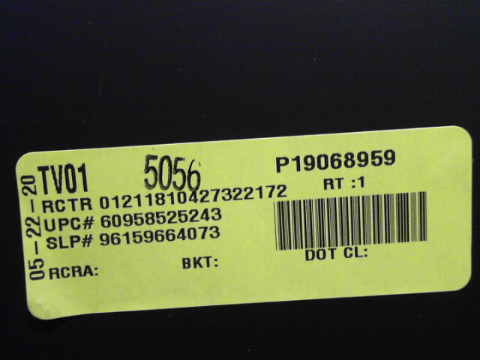 05-22-20
TV01 5056 P19068959
RCTR 01211810427322172 RT :1
UPC# 60958525243
SLP# 96159664073
RCRA: BKT: DOT CL: